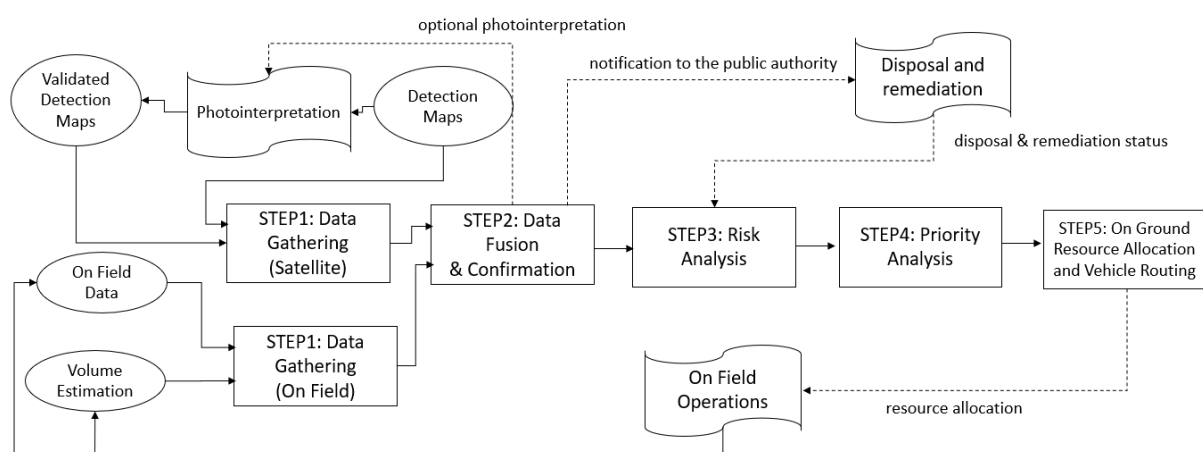 optional photointerpretation
Validated
Detection
Maps
Photointerpretation
Detection
Maps
notification to the public authority
Disposal and
remediation
disposal & remediation status
STEP1: Data
Gathering
(Satellite)
STEP2: Data
Fusion
& Confirmation
STEP3: Risk
Analysis
STEP4: Priority
Analysis
STEP5: On Ground
Resource Allocation
and Vehicle Routing
On Field
Data
STEP1: Data
Gathering
(On Field)
Volume
Estimation
On Field
Operations
resource allocation